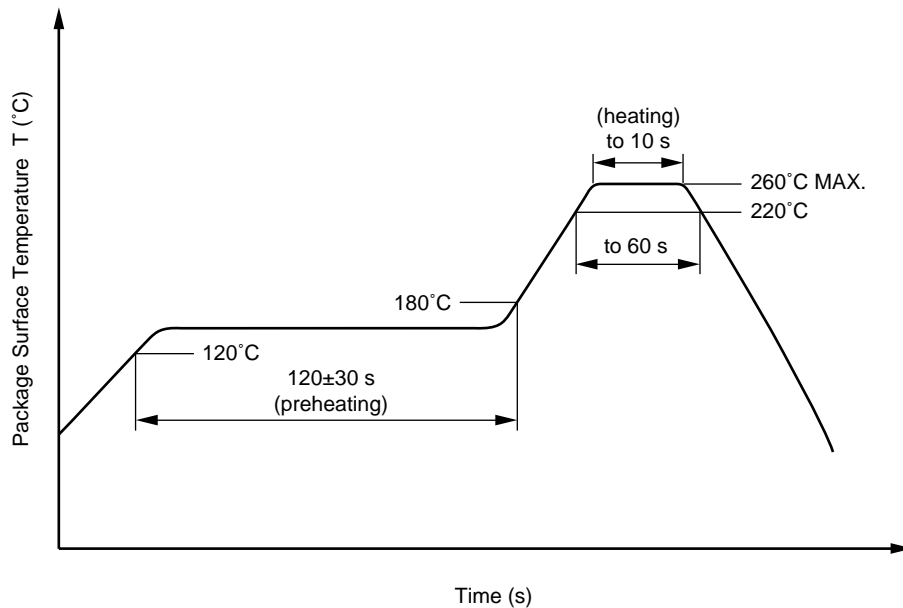 Package Surface Temperature T (˚C)
(heating)
to 10 s
260˚C MAX.
220˚C
to 60 s
180˚C
120˚C
120±30 s
(preheating)
Time (s)